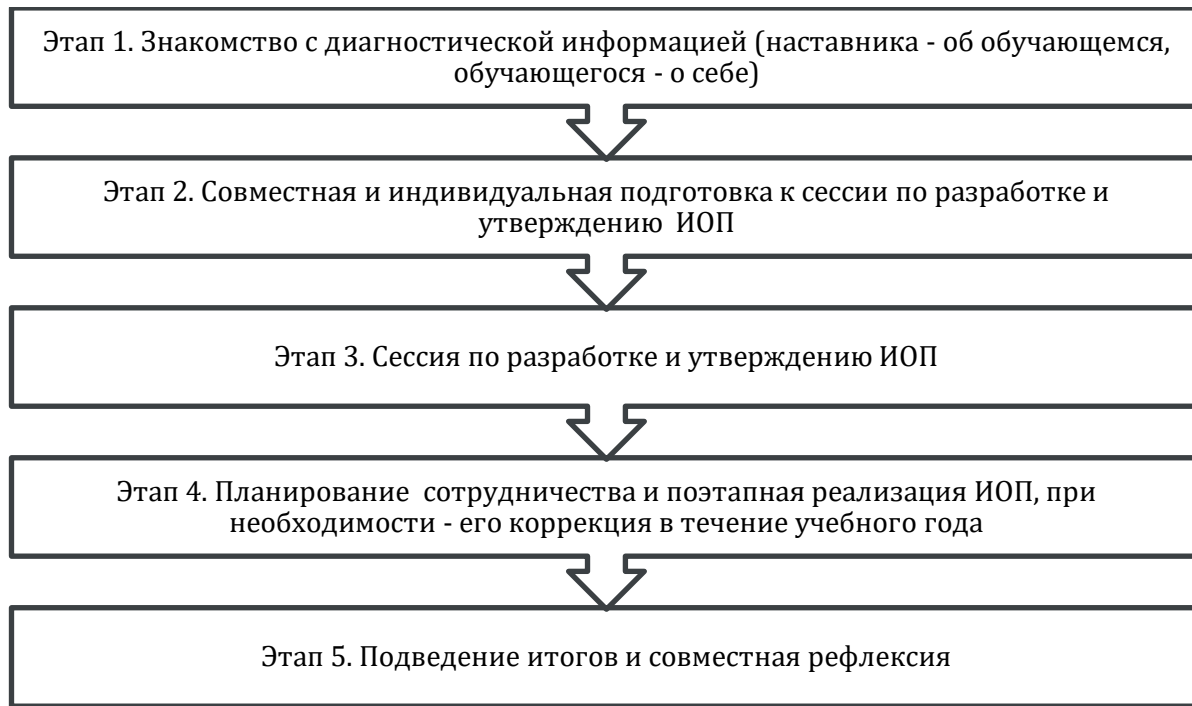 Этап 1. Знакомство с диагностической информацией (наставника - об обучающемся,
обучающегося - о себе)
Этап 2. Совместная и индивидуальная подготовка к сессии по разработке и
утверждению  ИОП
Этап 3. Сессия по разработке и утверждению ИОП
Этап 4. Планирование  сотрудничества и поэтапная реализация ИОП, при
необходимости - его коррекция в течение учебного года
Этап 5. Подведение итогов и совместная рефлексия